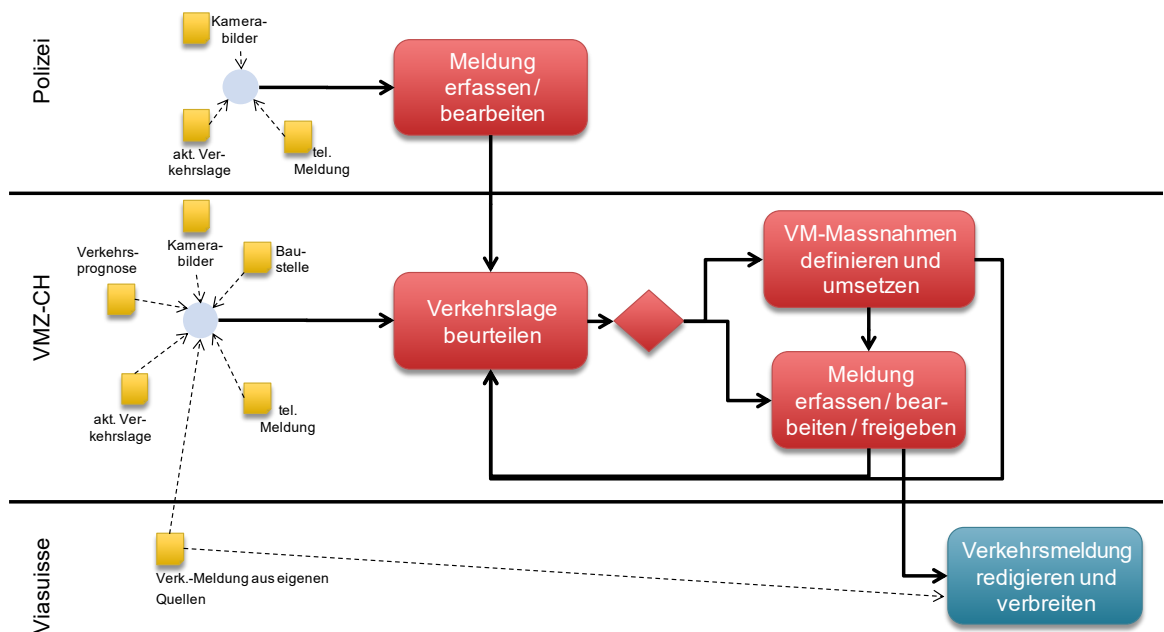 Polizei
Kamera-
bilder
akt. Ver-
kehrslage
tel.
Meldung
Meldung
erfassen /
bearbeiten
VMZ-CH
Verkehrs-
prognose
Kamera-
bilder
Bau-
stelle
akt. Ver-
kehrslage
tel.
Meldung
Verkehrslage
beurteilen
VM-Massnahmen
definieren und
umsetzen
Meldung
erfassen / bear-
beiten / freigeben
Viasuisse
Verk.-Meldung aus eigenen
Quellen
Verkehrsmeldung
redigieren und
verbreiten